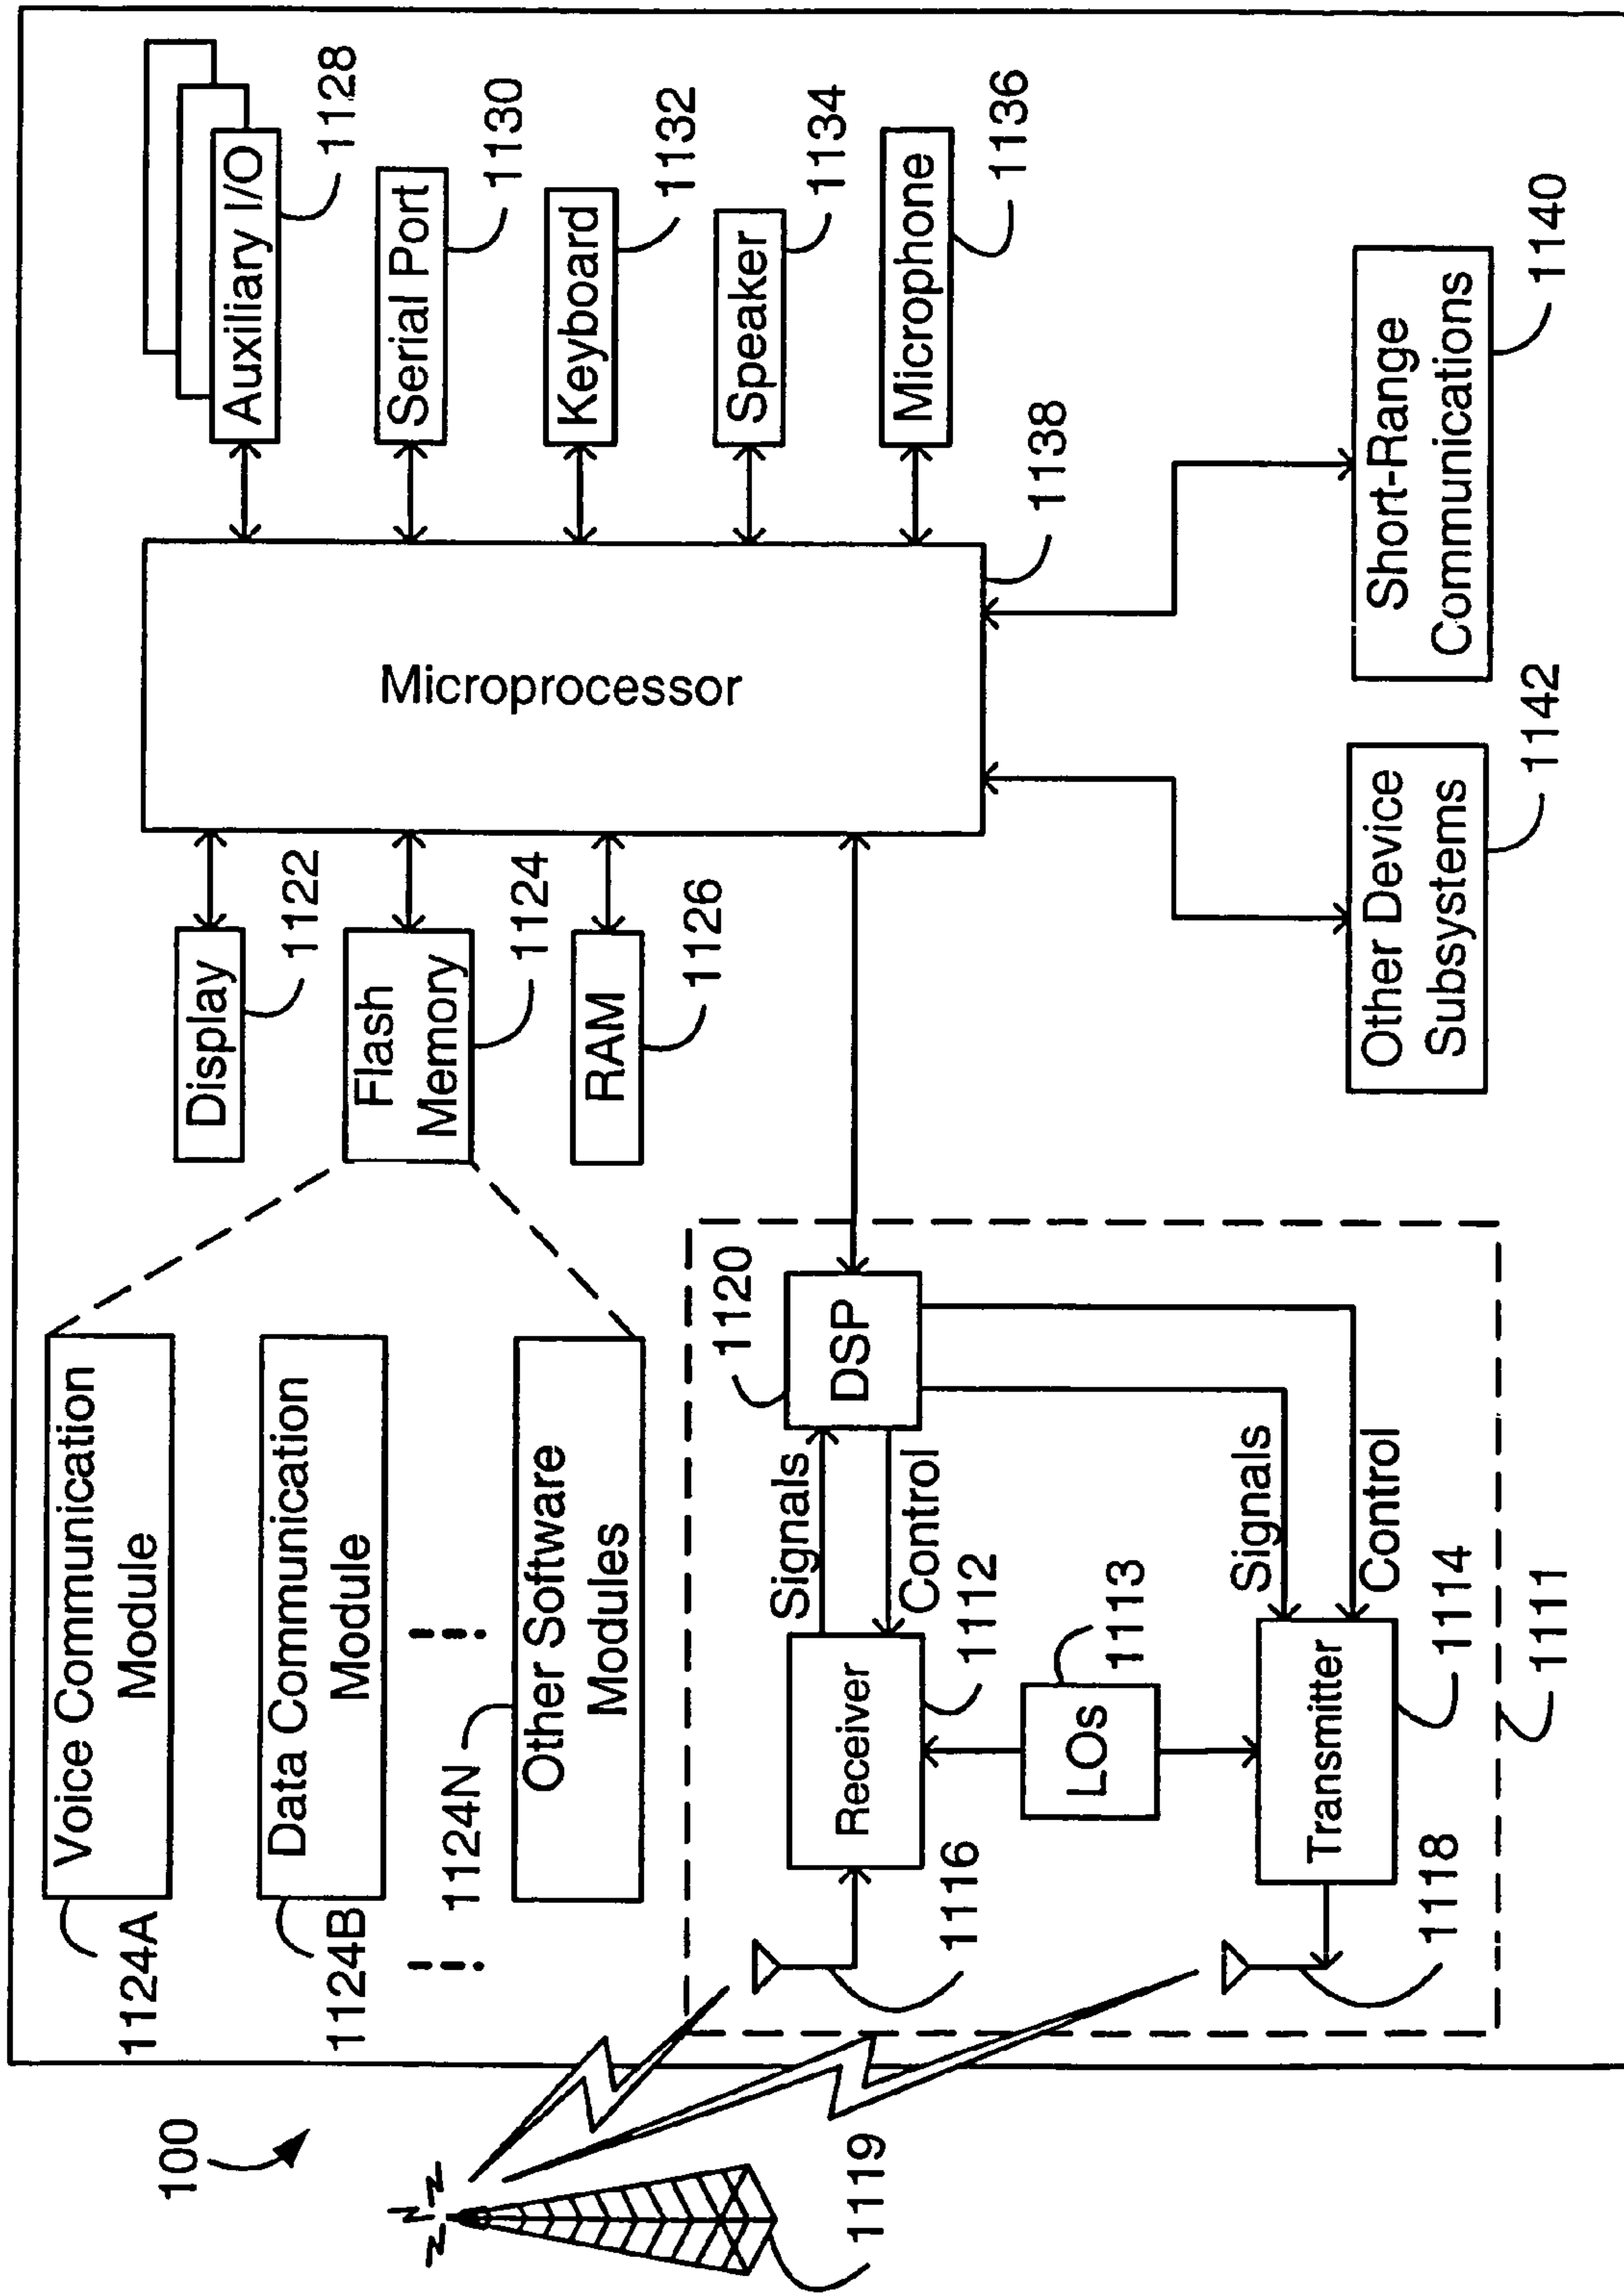 100
1119
Voice Communication
Module
1124A
Data Communication
Module
1124B
1124N
Other Software
Modules
Display
1122
Flash
Memory
1124
RAM
1126
Microprocessor
1138
Auxiliary I/O
1128
Serial Port
1130
Keyboard
1132
Speaker
1134
Microphone
1136
Short-Range
Communications
1140
Other Device
Subsystems
1142
1120
DSP
Signals
Control
Receiver
1112
1116
LOs
1113
Signals
Control
Transmitter
1114
1118
1111